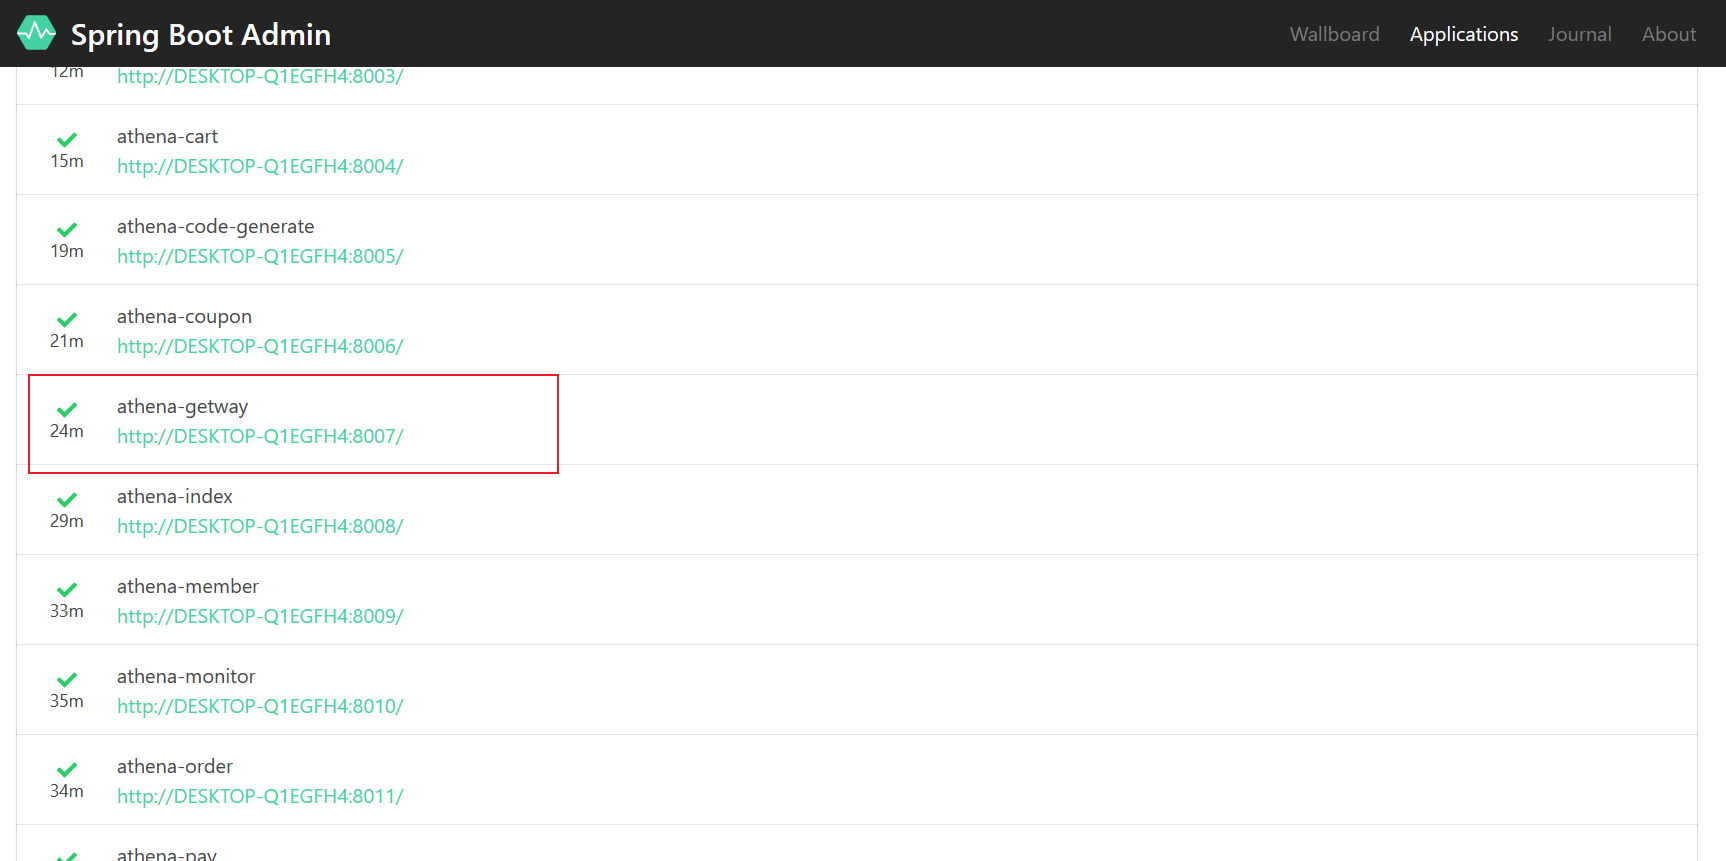 Spring Boot Admin
Wallboard Applications Journal About
12m
http://DESKTOP-Q1EGFH4:8003/
athena-cart
15m
http://DESKTOP-Q1EGFH4:8004/
athena-code-generate
19m
http://DESKTOP-Q1EGFH4:8005/
athena-coupon
21m
http://DESKTOP-Q1EGFH4:8006/
athena-getway
24m
http://DESKTOP-Q1EGFH4:8007/
athena-index
29m
http://DESKTOP-Q1EGFH4:8008/
athena-member
33m
http://DESKTOP-Q1EGFH4:8009/
athena-monitor
35m
http://DESKTOP-Q1EGFH4:8010/
athena-order
34m
http://DESKTOP-Q1EGFH4:8011/
athena-pay